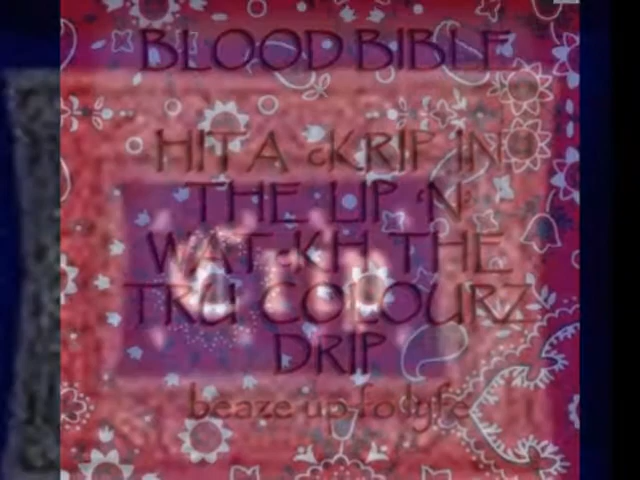 BLOOD BIBLE
HIT A cKRIP IN
THE LIP 'N'
WATcKH THE
TRU COLOURZ
DRIP
beaze up fo lyfe